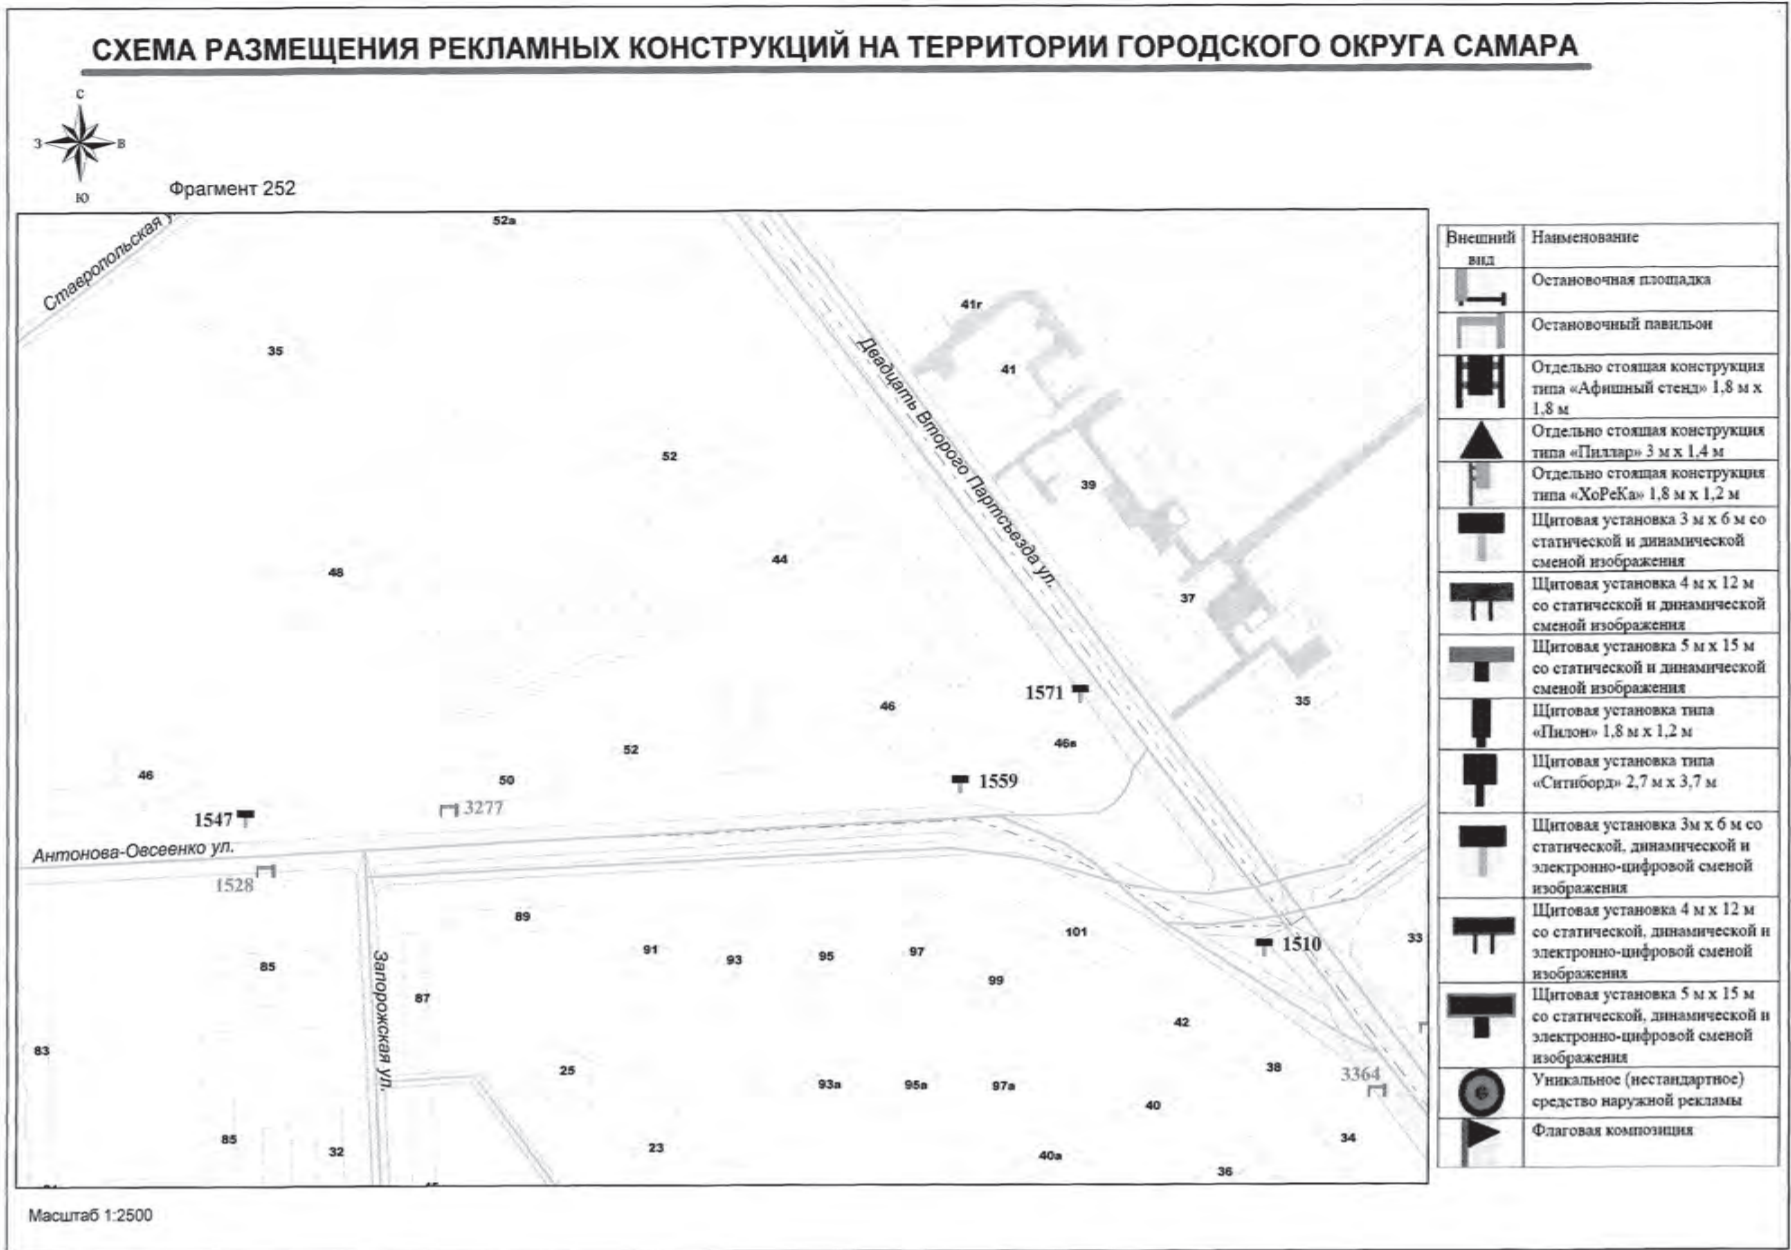 СХЕМА РАЗМЕЩЕНИЯ РЕКЛАМНЫХ КОНСТРУКЦИЙ НА ТЕРРИТОРИИ ГОРОДСКОГО ОКРУГА САМАРА
С
З В
Ю
Фрагмент 252
Ставропольская
52а
35
41г
41
Двадцать Второго Партсъезда ул.
52
39
48
44
37
1571
46
35
46в
52
46
50
1559
3277
1547
Антонова-Овсеенко ул.
1528
89
101
91
93
95
97
33
1510
85
99
Запорожская ул.
87
42
83
25
38
93а
95а
97а
3364
40
85
32
23
34
40а
36
Масштаб 1:2500
Внешний вид
Наименование
Остановочная площадка
Остановочный павильон
Отдельно стоящая конструкция
типа «Афишный стенд» 1,8 м х
1,8 м
Отдельно стоящая конструкция
типа «Пиллар» 3 м х 1,4 м
Отдельно стоящая конструкция
типа «ХоРеКа» 1,8 м х 1,2 м
Щитовая установка 3 м х 6 м со
статической и динамической
сменой изображения
Щитовая установка 4 м х 12 м
со статической и динамической
сменой изображения
Щитовая установка 5 м х 15 м
со статической и динамической
сменой изображения
Щитовая установка типа
«Пилон» 1,8 м х 1,2 м
Щитовая установка типа
«Ситиборд» 2,7 м х 3,7 м
Щитовая установка 3м х 6 м со
статической, динамической и
электронно-цифровой сменой
изображения
Щитовая установка 4 м х 12 м
со статической, динамической и
электронно-цифровой сменой
изображения
Щитовая установка 5 м х 15 м
со статической, динамической и
электронно-цифровой сменой
изображения
Уникальное (нестандартное)
средство наружной рекламы
Флаговая композиция